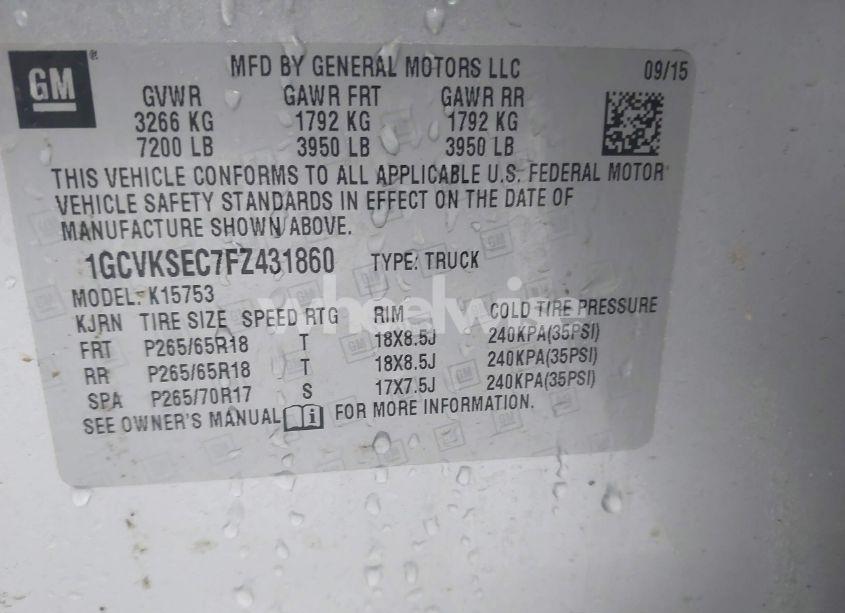 GM®
MFD BY GENERAL MOTORS LLC 09/15
GVWR GAWR FRT GAWR RR
3266 KG 1792 KG 1792 KG
7200 LB 3950 LB 3950 LB
THIS VEHICLE CONFORMS TO ALL APPLICABLE U.S. FEDERAL MOTOR
VEHICLE SAFETY STANDARDS IN EFFECT ON THE DATE OF
MANUFACTURE SHOWN ABOVE.
1GCVKSEC7FZ431860 TYPE: TRUCK
MODEL: K15753
KJRN TIRE SIZE SPEED RTG RIM COLD TIRE PRESSURE
FRT P265/65R18 T 18X8.5J 240KPA(35PSI)
RR P265/65R18 T 18X8.5J 240KPA(35PSI)
SPA P265/70R17 S 17X7.5J 240KPA(35PSI)
SEE OWNER'S MANUAL i FOR MORE INFORMATION.